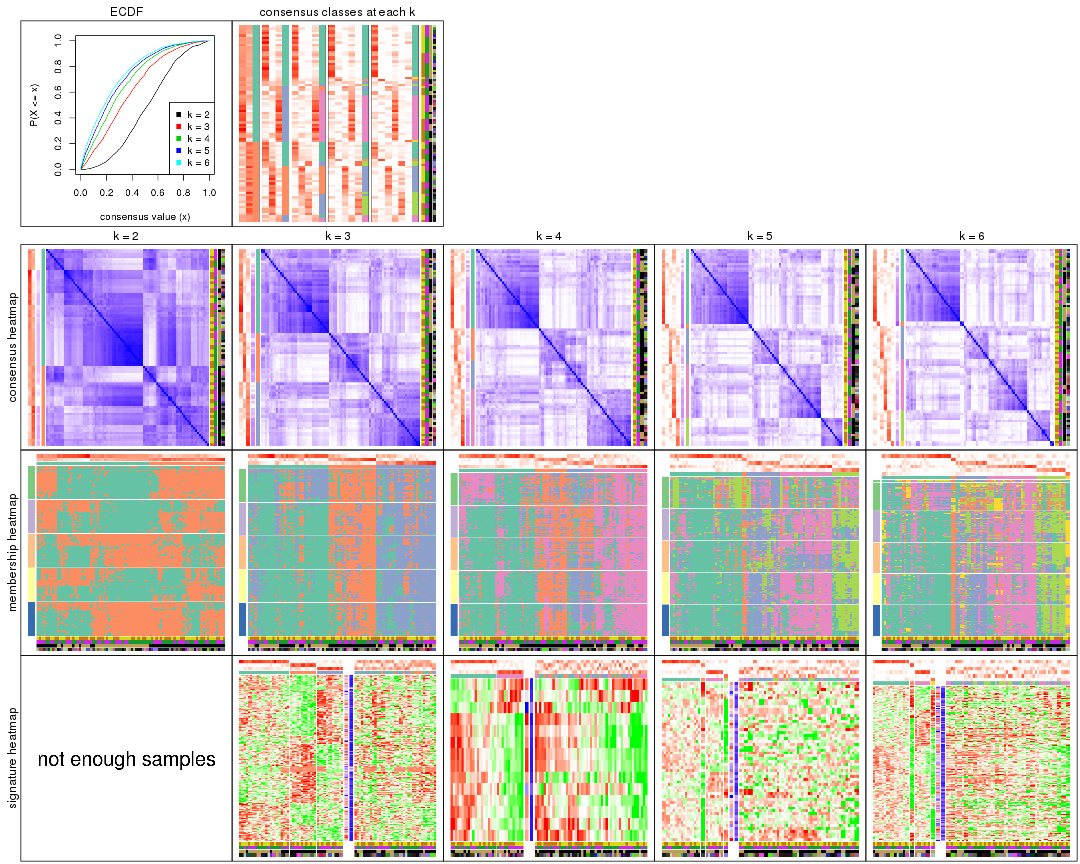 ECDF
consensus classes at each k
P(X <= x)
0.0 0.2 0.4 0.6 0.8 1.0
k = 2
k = 3
k = 4
k = 5
k = 6
0.0 0.2 0.4 0.6 0.8 1.0
consensus value (x)
k = 2 k = 3 k = 4 k = 5 k = 6
consensus heatmap
membership heatmap
signature heatmap
not enough samples